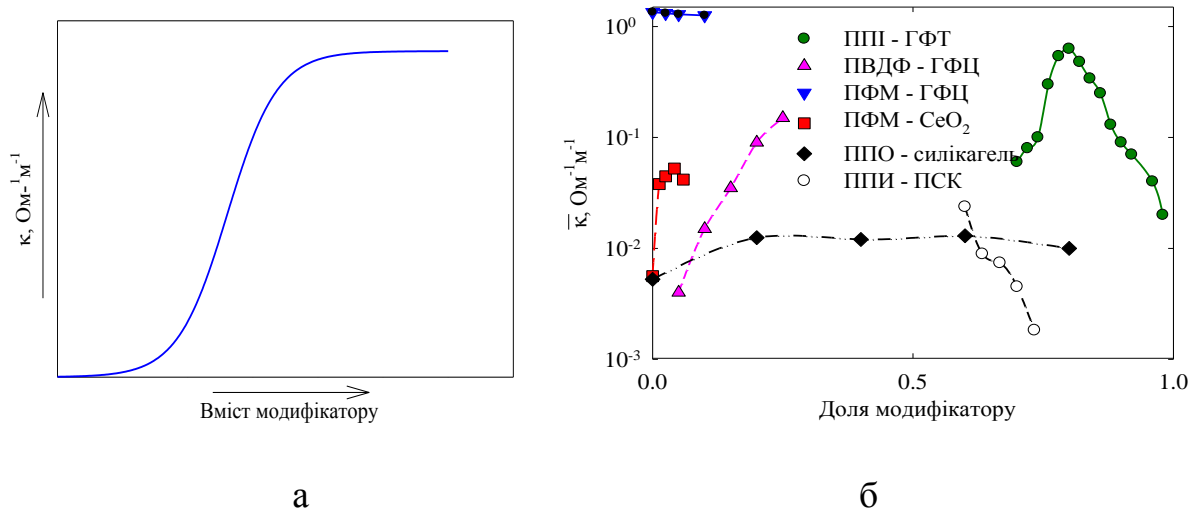 κ, Ом-¹м⁻¹
Вміст модифікатору
а
10⁰
10⁻¹
10⁻²
10⁻³
κ̅, Ом⁻¹м⁻¹
ППІ - ГФТ
ПВДФ - ГФЦ
ПФМ - ГФЦ
ПФМ - CeO₂
ППО - силікагель
ППИ - ПСК
0.0 0.5 1.0
Доля модифікатору
б